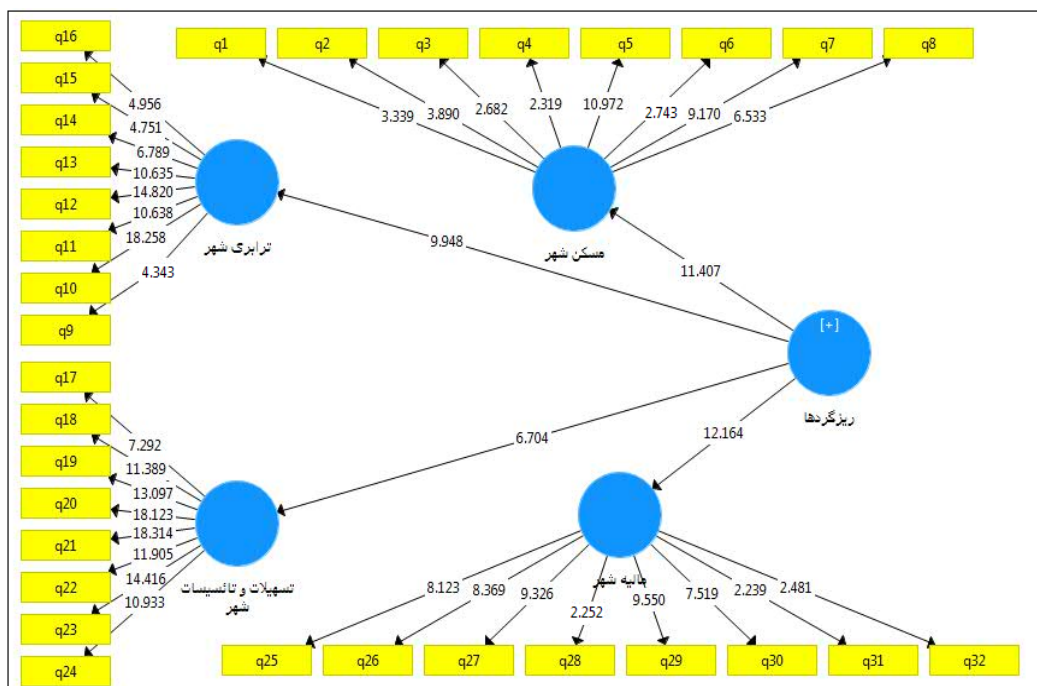 q16
q15
q14
q13
q12
q11
q10
q9
4.956
4.751
6.789
10.635
14.820
10.638
18.258
4.343
ترابری شهر
q1
q2
q3
q4
q5
q6
q7
q8
3.339
3.890
2.682
2.319
10.972
2.743
9.170
6.533
مسکن شهر
9.948
11.407
[+]
ریزگردها
6.704
12.164
q17
q18
q19
q20
q21
q22
q23
q24
7.292
11.389
13.097
18.123
18.314
11.905
14.416
10.933
تسهیلات و تائسیسات
شهر
مالیه شهر
8.123
8.369
9.326
2.252
9.550
7.519
2.239
2.481
q25
q26
q27
q28
q29
q30
q31
q32